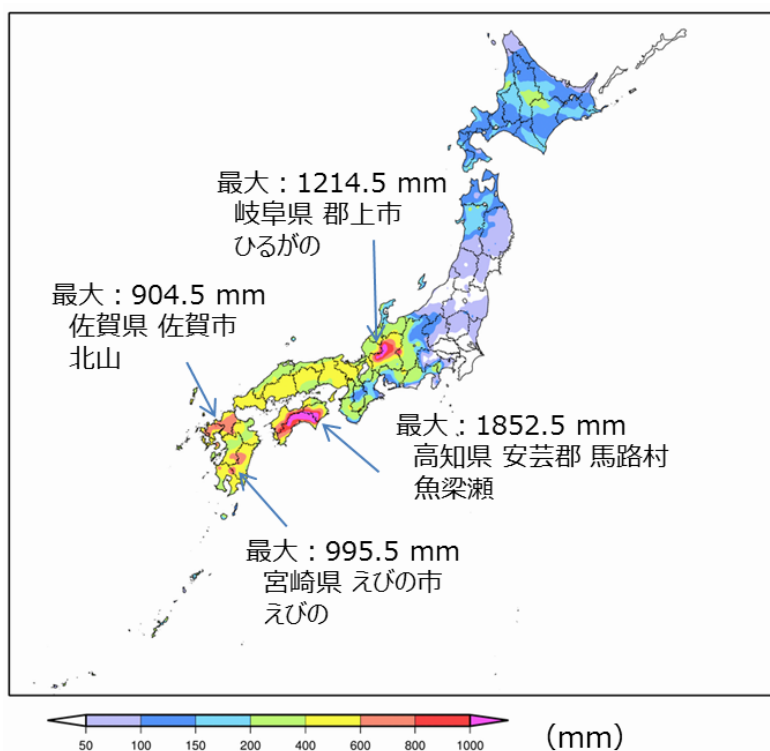 最大：1214.5 mm
岐阜県 郡上市
ひるがの
最大：904.5 mm
佐賀県 佐賀市
北山
最大：1852.5 mm
高知県 安芸郡 馬路村
魚梁瀬
最大：995.5 mm
宮崎県 えびの市
えびの
50 100 150 200 400 600 800 1000
(mm)